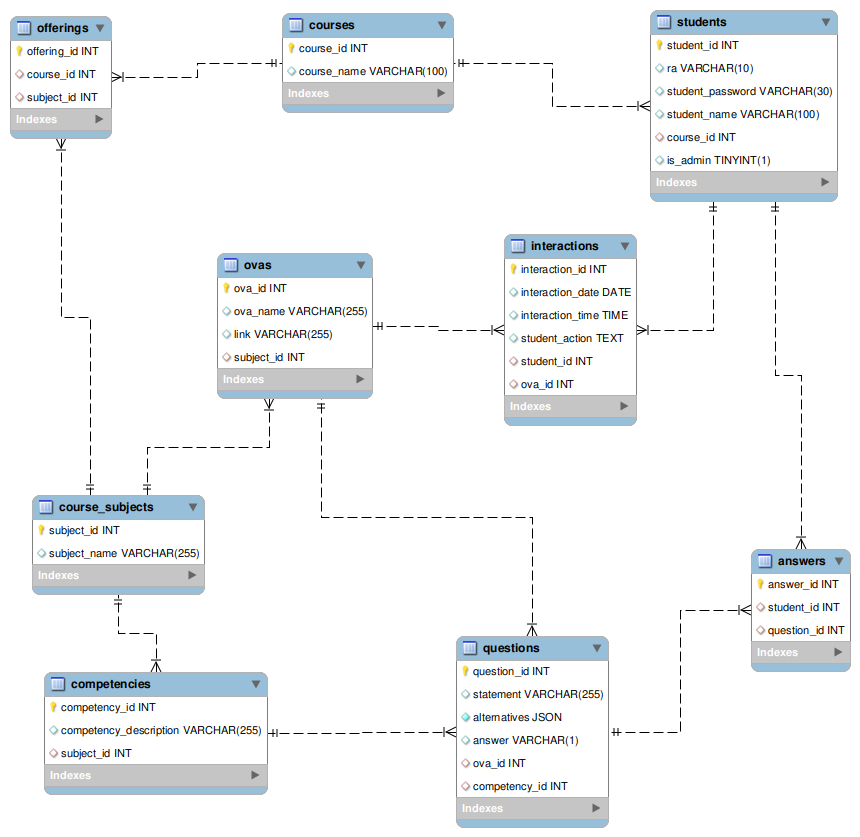 offerings
offering_id INT
course_id INT
subject_id INT
Indexes
courses
course_id INT
course_name VARCHAR(100)
Indexes
students
student_id INT
ra VARCHAR(10)
student_password VARCHAR(30)
student_name VARCHAR(100)
course_id INT
is_admin TINYINT(1)
Indexes
ovas
ova_id INT
ova_name VARCHAR(255)
link VARCHAR(255)
subject_id INT
Indexes
interactions
interaction_id INT
interaction_date DATE
interaction_time TIME
student_action TEXT
student_id INT
ova_id INT
Indexes
course_subjects
subject_id INT
subject_name VARCHAR(255)
Indexes
answers
answer_id INT
student_id INT
question_id INT
Indexes
competencies
competency_id INT
competency_description VARCHAR(255)
subject_id INT
Indexes
questions
question_id INT
statement VARCHAR(255)
alternatives JSON
answer VARCHAR(1)
ova_id INT
competency_id INT
Indexes